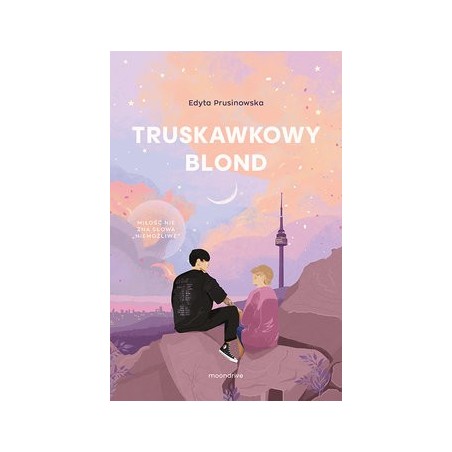 Edyta Prusinowska
TRUSKAWKOWY
BLOND
MIŁOŚĆ NIE
ZNA SŁOWA
„NIEMOŻLIWE”
moondrive